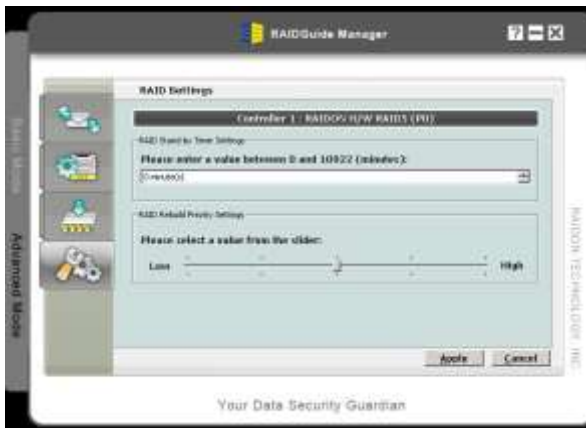 RAIDGuide Manager
RAID Settings
Controller 1 : RAIDON H/W RAID5 (P0)
RAID Stand by Timer Settings
Please enter a value between 0 and 10922 (minutes):
0 minute(s)
RAID Rebuild Priority Settings
Please select a value from the slider:
Low High
Apply Cancel
Basic Mode
Advanced Mode
RAIDON TECHNOLOGY, INC
Your Data Security Guardian